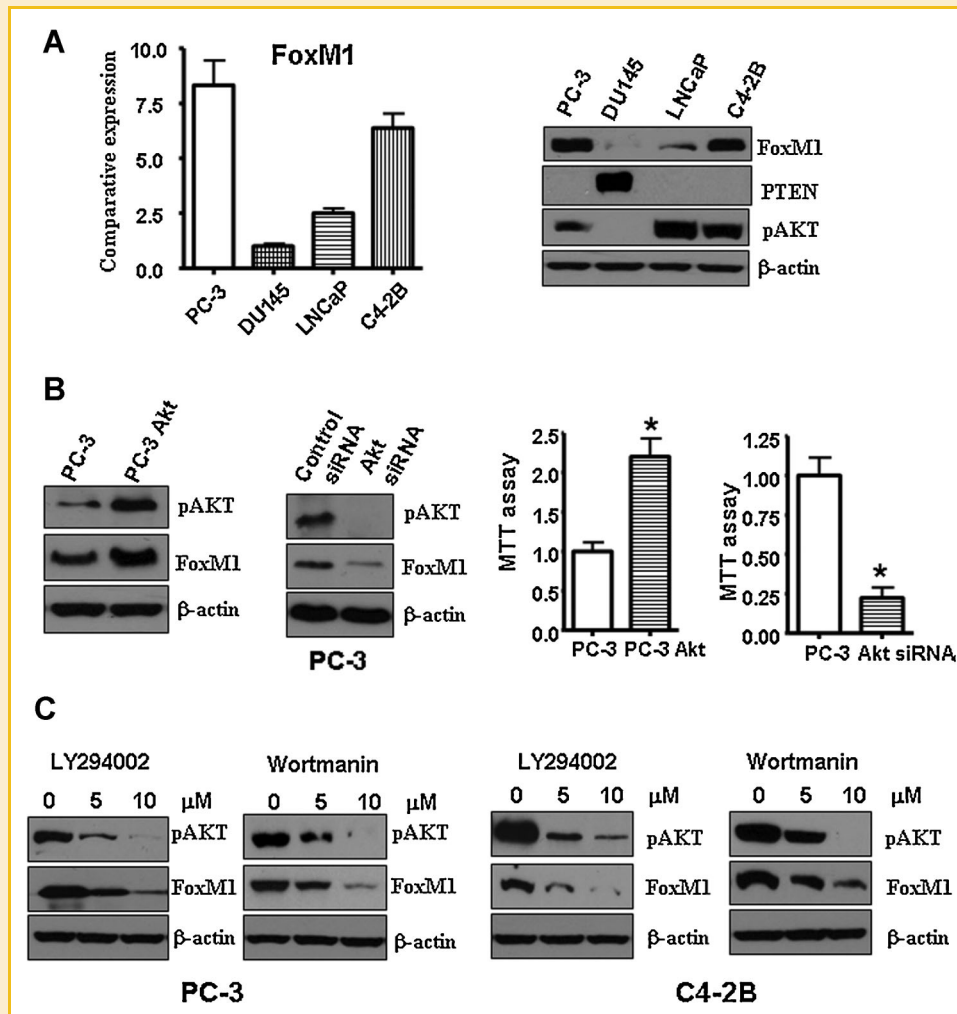 A
FoxM1
Comparative expression
10.0
7.5
5.0
2.5
0.0
PC-3
DU145
LNCaP
C4-2B
PC-3
DU145
LNCaP
C4-2B
FoxM1
PTEN
pAKT
β-actin
B
PC-3
PC-3 Akt
pAKT
FoxM1
β-actin
Control
siRNA
Akt
siRNA
pAKT
FoxM1
β-actin
PC-3
MTT assay
2.5
2.0
1.5
1.0
0.5
0.0
*
PC-3 PC-3 Akt
MTT assay
1.25
1.00
0.75
0.50
0.25
0.00
*
PC-3 Akt siRNA
C
LY294002
0 5 10 µM
pAKT
FoxM1
β-actin
Wortmanin
0 5 10 µM
pAKT
FoxM1
β-actin
PC-3
LY294002
0 5 10 µM
pAKT
FoxM1
β-actin
Wortmanin
0 5 10 µM
pAKT
FoxM1
β-actin
C4-2B